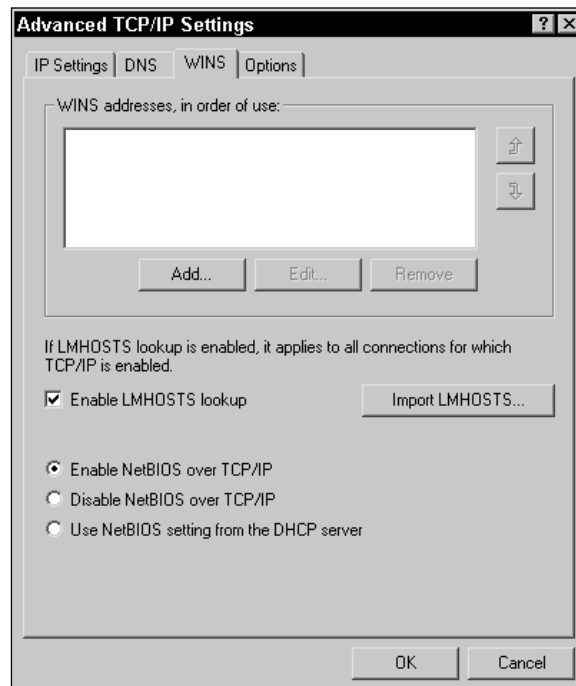 Advanced TCP/IP Settings
IP Settings DNS WINS Options
WINS addresses, in order of use:
Add... Edit... Remove
If LMHOSTS lookup is enabled, it applies to all connections for which
TCP/IP is enabled.
Enable LMHOSTS lookup Import LMHOSTS...
Enable NetBIOS over TCP/IP
Disable NetBIOS over TCP/IP
Use NetBIOS setting from the DHCP server
OK Cancel